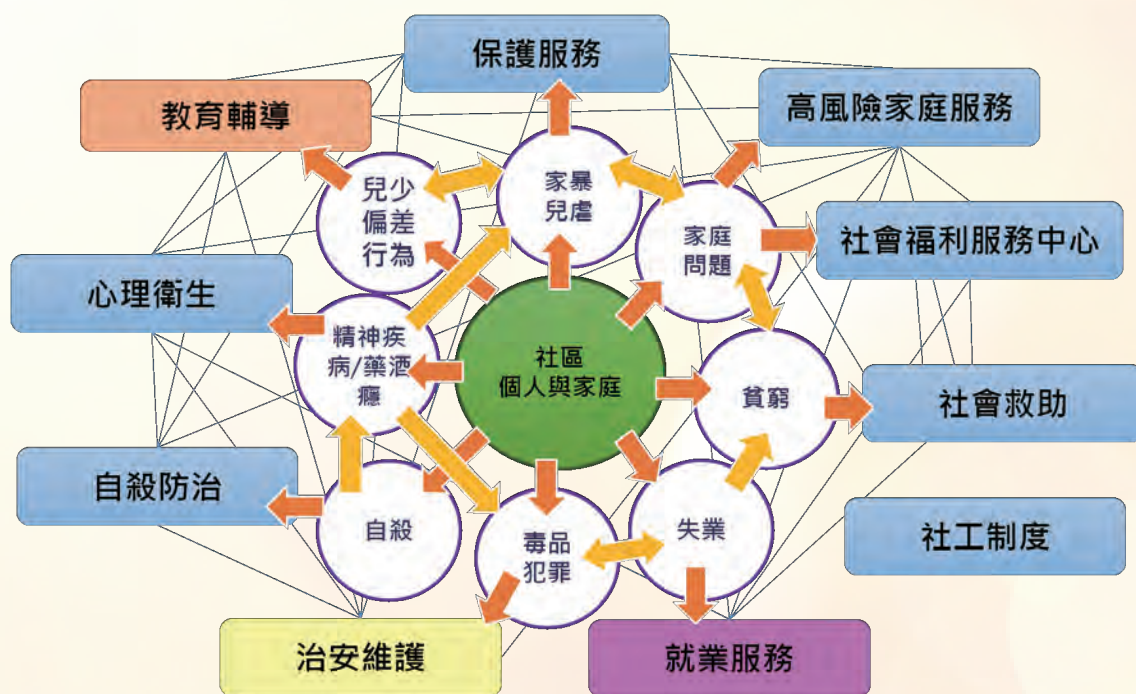 保護服務
教育輔導
高風險家庭服務
兒少
偏差
行為
家暴
兒虐
家庭
問題
社會福利服務中心
心理衛生
精神疾
病/藥酒
癮
社區
個人與家庭
貧窮
社會救助
自殺防治
自殺
毒品
犯罪
失業
社工制度
治安維護
就業服務